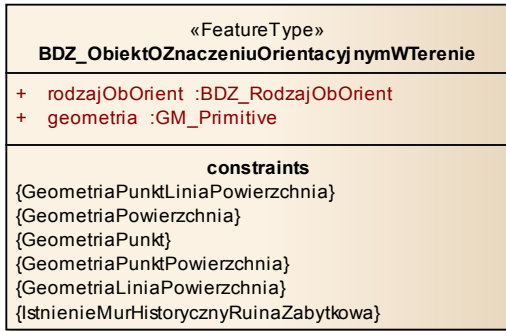 «FeatureType»
BDZ_ObiektOZnaczeniuOrientacyjnymWTerenie
+ rodzajObOrient :BDZ_RodzajObOrient
+ geometria :GM_Primitive
constraints
{GeometriaPunktLiniaPowierzchnia}
{GeometriaPowierzchnia}
{GeometriaPunkt}
{GeometriaPunktPowierzchnia}
{GeometriaLiniaPowierzchnia}
{IstnienieMurHistorycznyRuinaZabytkowa}